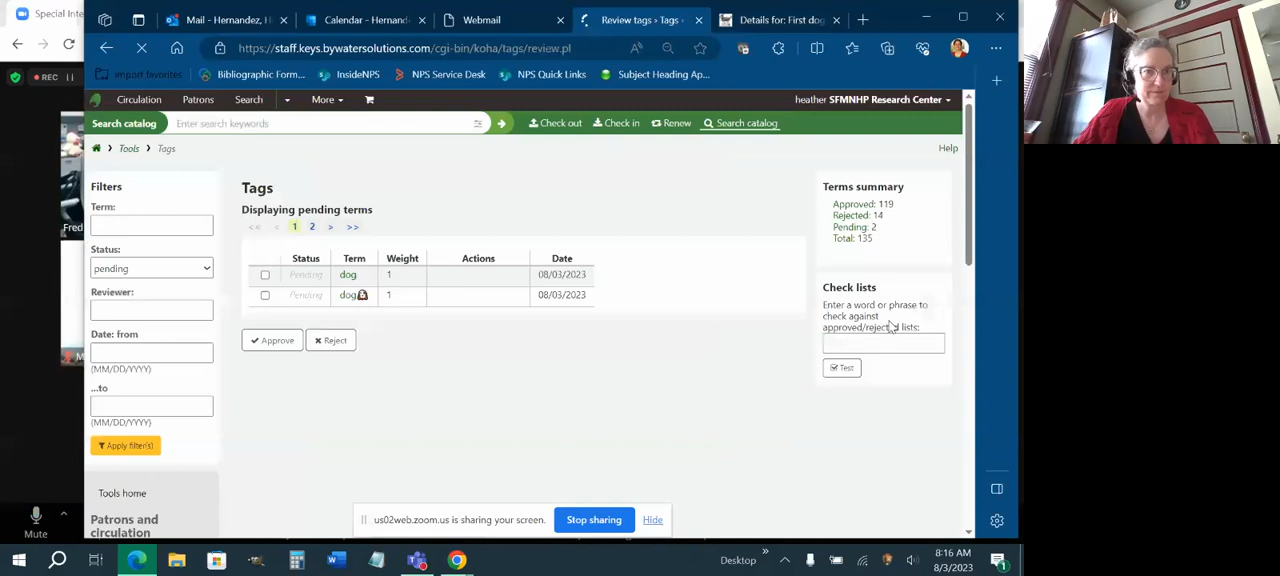 Special Inte
Mail - Hernandez, H
Calendar - Hernande
Webmail
Review tags › Tags ‹
Details for: First dog
https://staff.keys.bywatersolutions.com/cgi-bin/koha/tags/review.pl
REC
Import favorites
Bibliographic Form...
InsideNPS
NPS Service Desk
NPS Quick Links
Subject Heading Ap...
Circulation
Patrons
Search
More
heather SFMNHP Research Center
Search catalog
Enter search keywords
Check out
Check in
Renew
Search catalog
Tools
Tags
Help
Filters
Term:
Status:
pending
Reviewer:
Date: from
(MM/DD/YYYY)
...to
(MM/DD/YYYY)
Apply filter(s)
Tools home
Patrons and
circulation
Tags
Displaying pending terms
<< < 1 2 > >>
Status Term Weight Actions Date
Pending dog 1 08/03/2023
Pending dog 1 08/03/2023
Approve
Reject
Terms summary
Approved: 119
Rejected: 14
Pending: 2
Total: 135
Check lists
Enter a word or phrase to
check against
approved/rejected lists:
Test
Fred
Mute
us02web.zoom.us is sharing your screen.
Stop sharing
Hide
Desktop
8:16 AM
8/3/2023
1